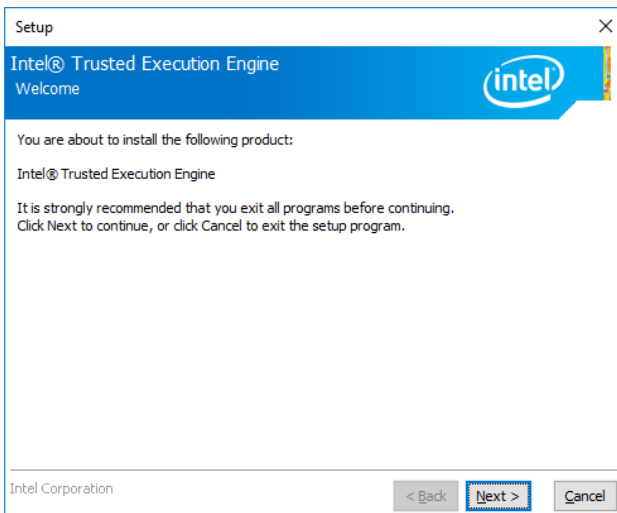 Setup
Intel® Trusted Execution Engine
Welcome
intel
You are about to install the following product:
Intel® Trusted Execution Engine
It is strongly recommended that you exit all programs before continuing.
Click Next to continue, or click Cancel to exit the setup program.
Intel Corporation
< Back Next > Cancel